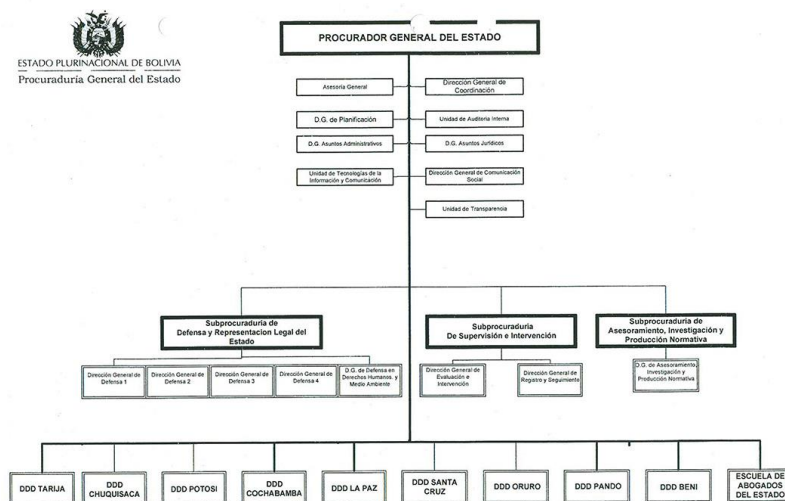 ESTADO PLURINACIONAL DE BOLIVIA
Procuraduría General del Estado
PROCURADOR GENERAL DEL ESTADO
Asesoría General
Dirección General de
Coordinación
D.G. de Planificación
Unidad de Auditoria Interna
D.G. Asuntos Administrativos
D.G. Asuntos Jurídicos
Unidad de Tecnologías de la
Información y Comunicación
Dirección General de Comunicación
Social
Unidad de Transparencia
Subprocuraduria de
Defensa y Representacion Legal del
Estado
Subprocuraduria
De Supervisión e Intervención
Subprocuraduria de
Asesoramiento, Investigación y
Producción Normativa
Dirección General de
Defensa 1
Dirección General de
Defensa 2
Dirección General de
Defensa 3
Dirección General de
Defensa 4
D.G. de Defensa en
Derechos Humanos. y
Medio Ambiente
Dirección General de
Evaluación e
Intervención
Dirección General de
Registro y Seguimiento
D.G. de Asesoramiento,
Investigación y
Producción Normativa
DDD TARIJA
DDD
CHUQUISACA
DDD POTOSI
DDD
COCHABAMBA
DDD LA PAZ
DDD SANTA
CRUZ
DDD ORURO
DDD PANDO
DDD BENI
ESCUELA DE
ABOGADOS
DEL ESTADO